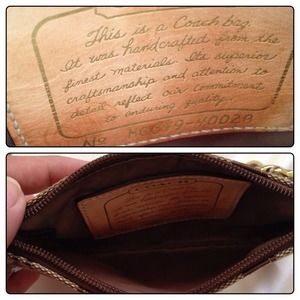 This is a Coach bag.
It was handcrafted from the
finest materials. Its superior
craftsmanship and attention to
detail reflect our commitment
to enduring quality.
No